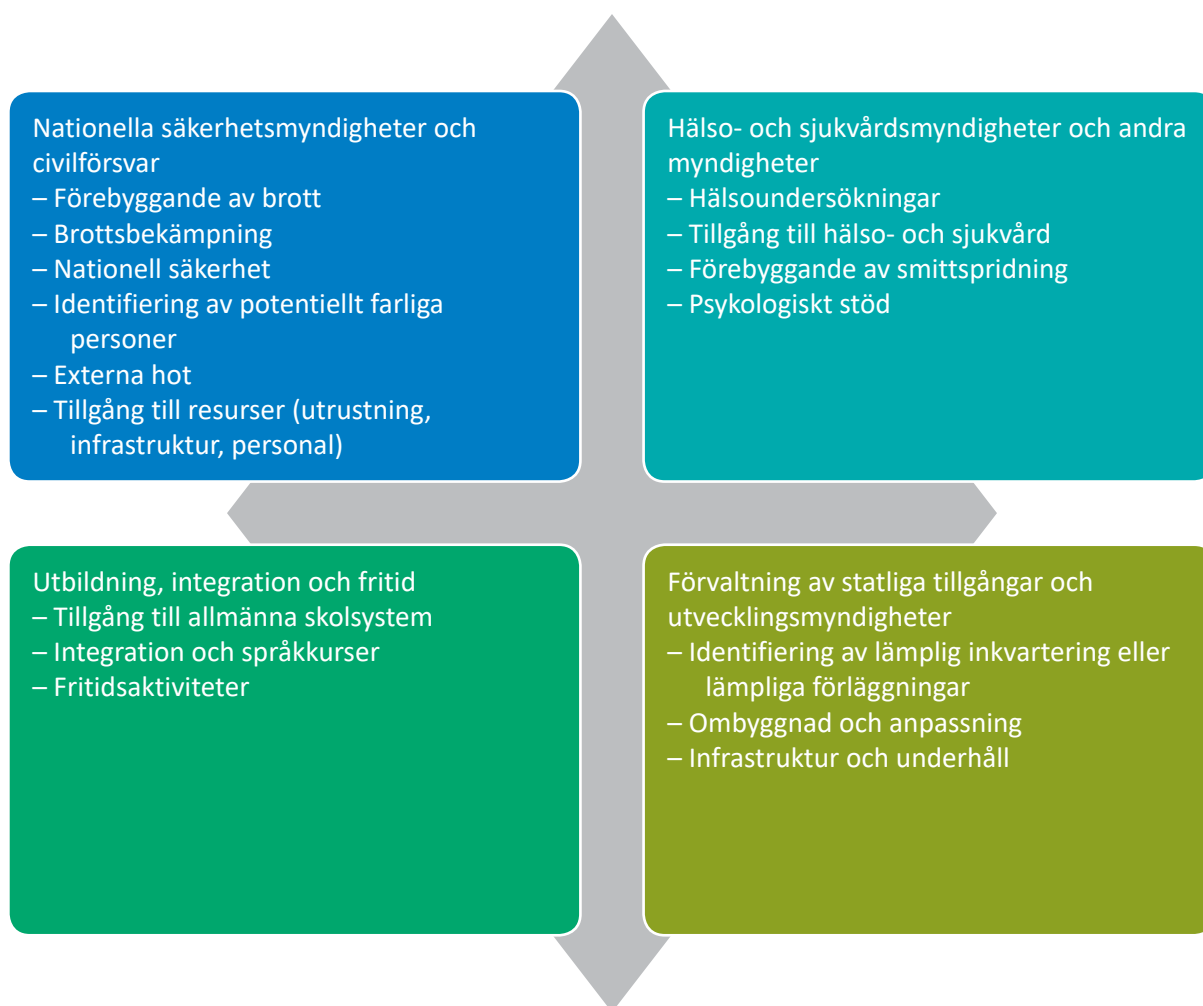 Nationella säkerhetsmyndigheter och
civilförsvar
– Förebyggande av brott
– Brottsbekämpning
– Nationell säkerhet
– Identifiering av potentiellt farliga
personer
– Externa hot
– Tillgång till resurser (utrustning,
infrastruktur, personal)
Hälso- och sjukvårdsmyndigheter och andra
myndigheter
– Hälsoundersökningar
– Tillgång till hälso- och sjukvård
– Förebyggande av smittspridning
– Psykologiskt stöd
Utbildning, integration och fritid
– Tillgång till allmänna skolsystem
– Integration och språkkurser
– Fritidsaktiviteter
Förvaltning av statliga tillgångar och
utvecklingsmyndigheter
– Identifiering av lämplig inkvartering eller
lämpliga förläggningar
– Ombyggnad och anpassning
– Infrastruktur och underhåll